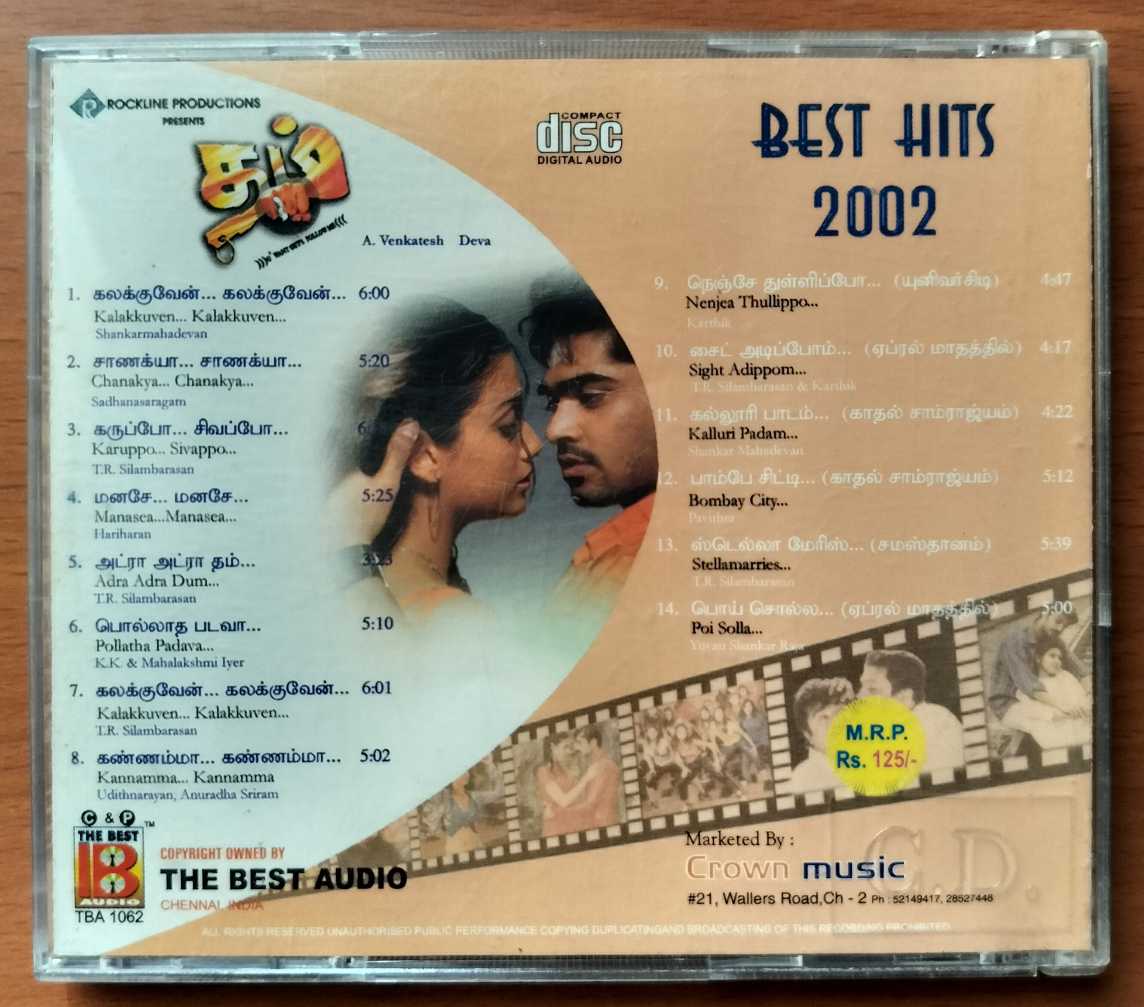 ROCKLINE PRODUCTIONS
PRESENTS
தம்
A. Venkatesh Deva
1. கலக்குவேன்... கலக்குவேன்... 6:00
Kalakkuven... Kalakkuven...
Shankarmahadevan
2. சாணக்யா... சாணக்யா... 5:20
Chanakya... Chanakya...
Sadhanasaragam
3. கருப்போ... சிவப்போ...
Karuppo... Sivappo...
T.R. Silambarasan
4. மனசே... மனசே... 5:25
Manasea...Manasea...
Hariharan
5. அட்ரா அட்ரா தம்... 3:23
Adra Adra Dum...
T.R. Silambarasan
6. பொல்லாத படவா... 5:10
Pollatha Padava...
K.K. & Mahalakshmi Iyer
7. கலக்குவேன்... கலக்குவேன்... 6:01
Kalakkuven... Kalakkuven...
T.R. Silambarasan
8. கண்ணம்மா... கண்ணம்மா... 5:02
Kannamma... Kannamma
Udithnarayan, Anuradha Sriram
© & ℗
THE BEST ™
B
AUDIO
TBA 1062
COPYRIGHT OWNED BY
THE BEST AUDIO
CHENNAI, INDIA
COMPACT
disc
DIGITAL AUDIO
BEST HITS
2002
9. நெஞ்சே துள்ளிப்போ... (யுனிவர்சிடி) 4:47
Nenjea Thullippo...
Karthik
10. சைட் அடிப்போம்... (ஏப்ரல் மாதத்தில்) 4:17
Sight Adippom...
T.R. Silambarasan & Karthik
11. கல்லூரி பாடம்... (காதல் சாம்ராஜ்யம்) 4:22
Kalluri Padam...
Shankar Mahadevan
12. பாம்பே சிட்டி... (காதல் சாம்ராஜ்யம்) 5:12
Bombay City...
Pavithra
13. ஸ்டெல்லா மேரிஸ்... (சமஸ்தானம்) 5:39
Stellamarries...
T.R. Silambarasan
14. பொய் சொல்ல... (ஏப்ரல் மாதத்தில்) 5:00
Poi Solla...
Yuvan Shankar Raja
M.R.P.
Rs. 125/-
Marketed By :
Crown music
C.D.
#21, Wallers Road,Ch - 2 Ph : 52149417, 28527448
ALL RIGHTS RESERVED UNAUTHORISED PUBLIC PERFORMANCE COPYING DUPLICATINGAND BROADCASTING OF THIS RECORDING PROHIBITED